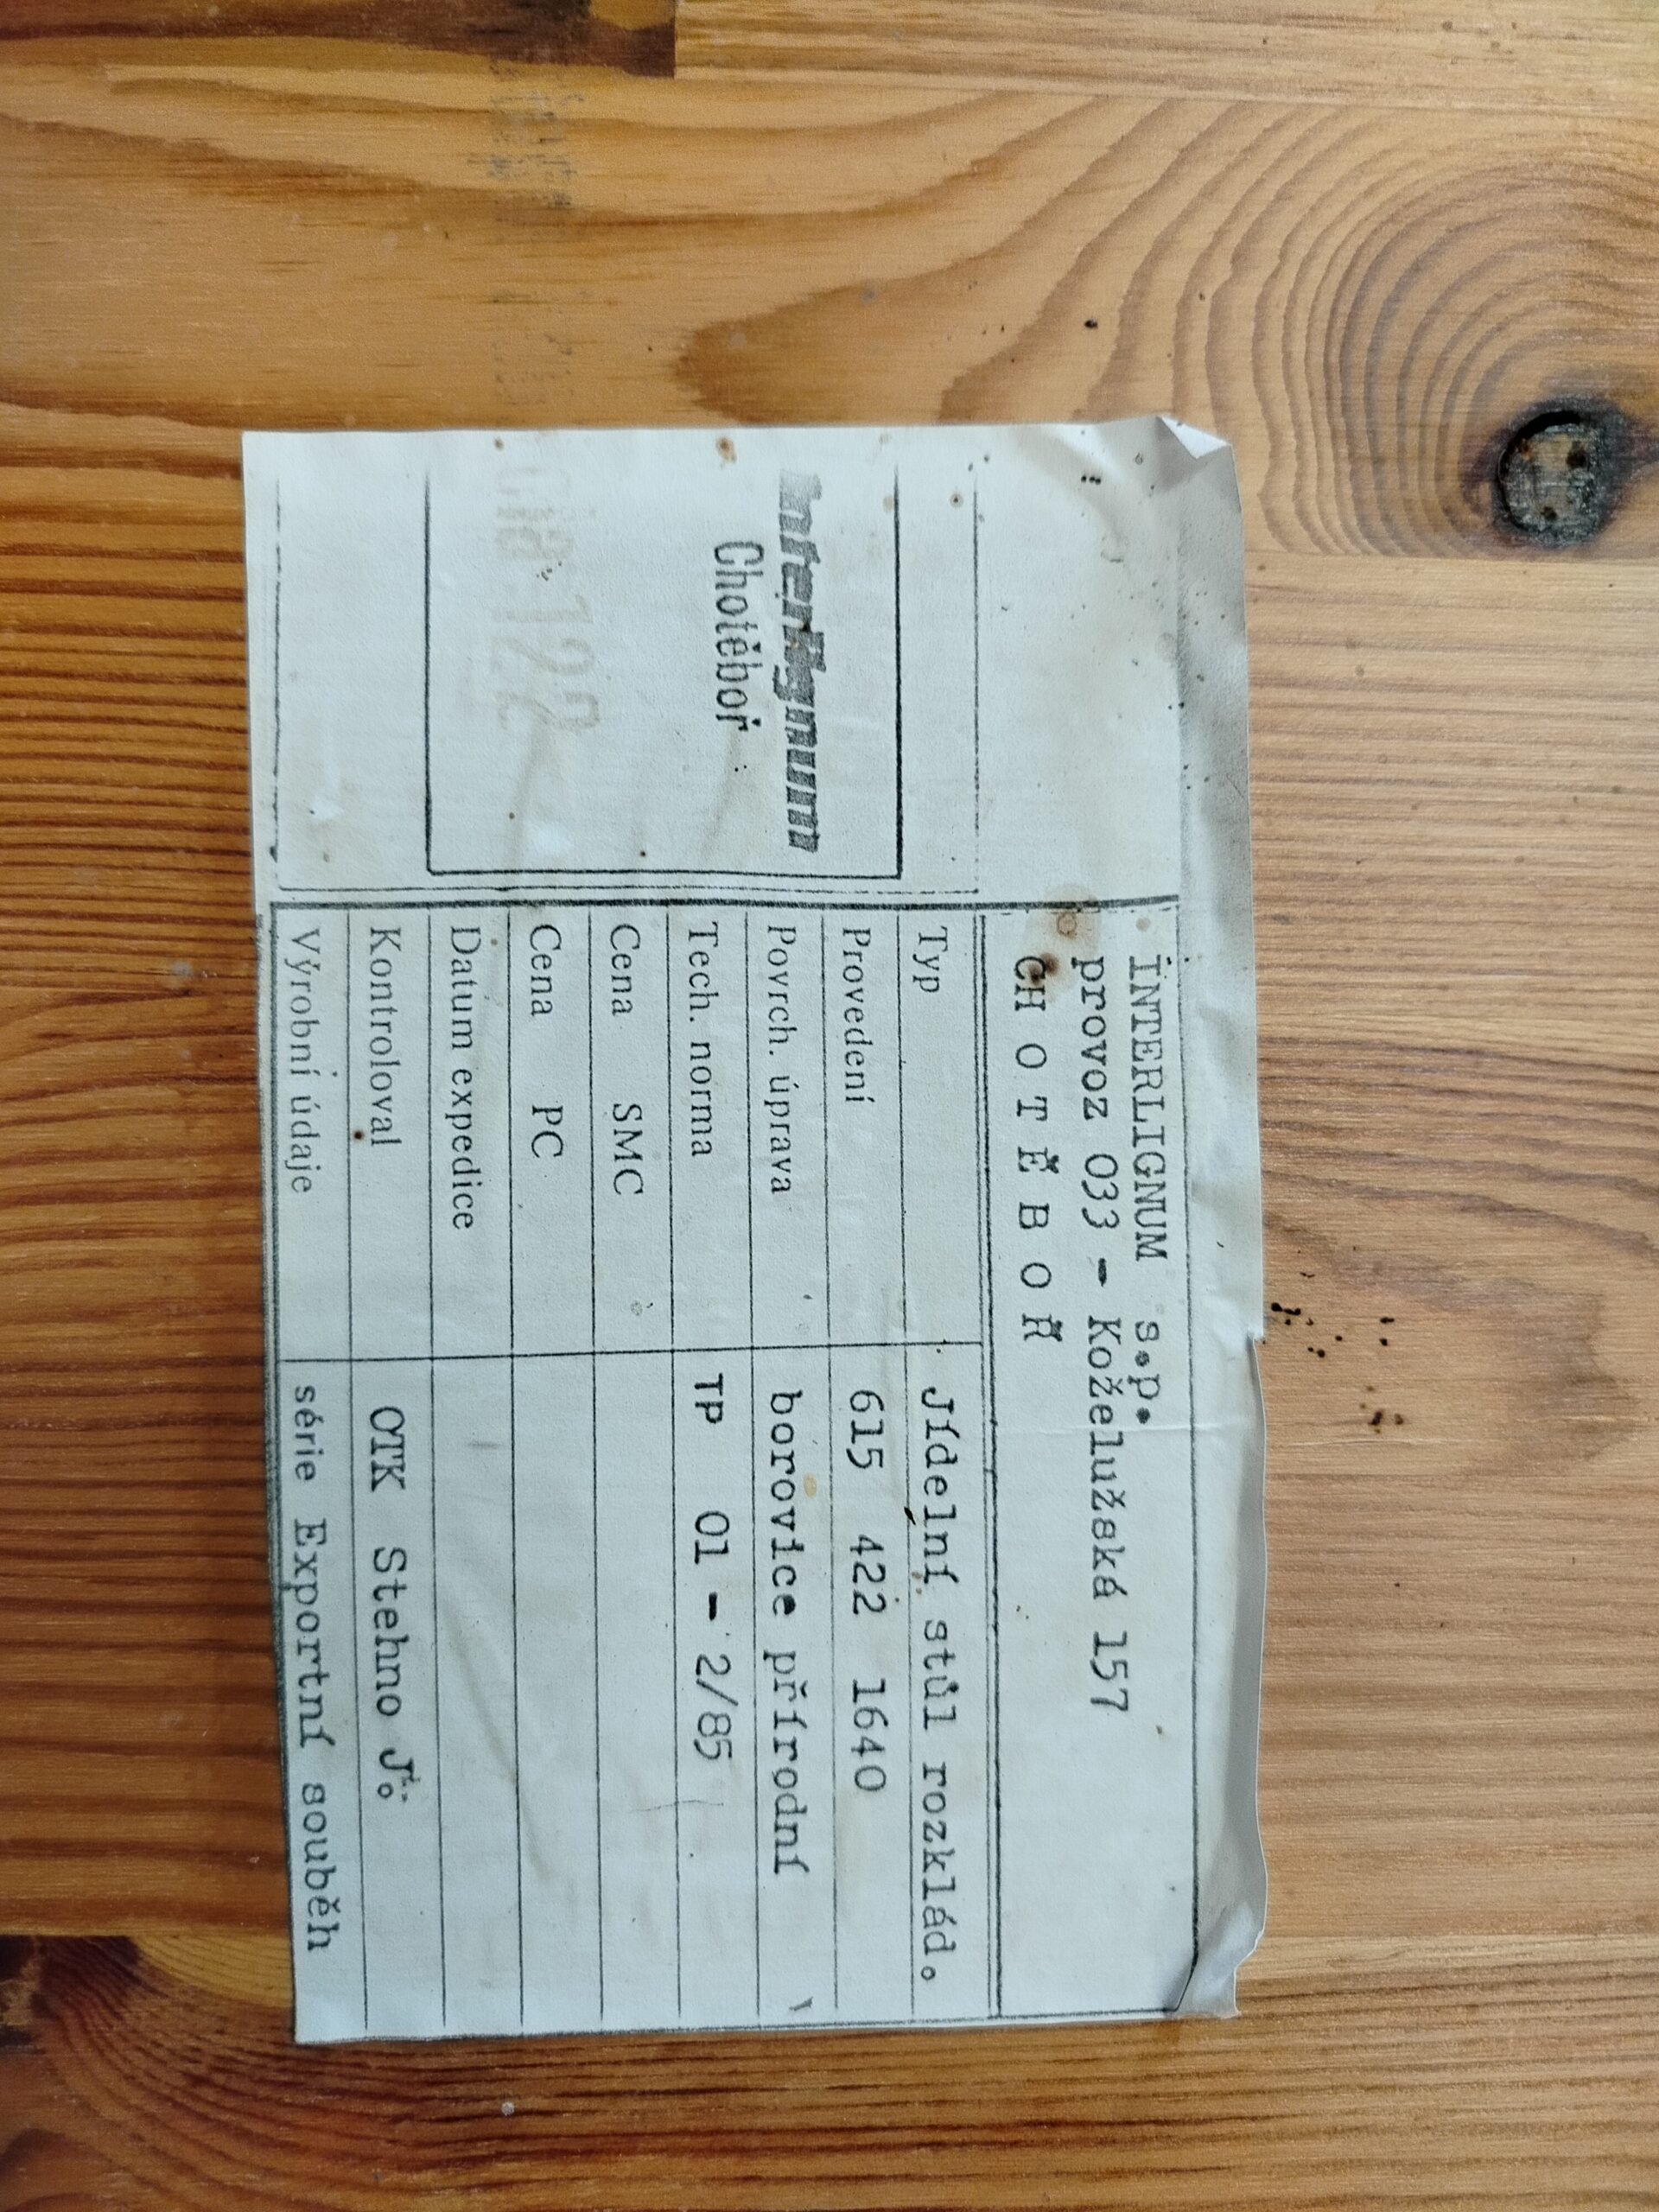 INTERLIGNUM s.p.
provoz 033 - Koželužská 157
CHOTĚBOŘ
interlignum
Chotěboř
Typ Jídelní stůl rozklád.
Provedení 615 422 1640
Povrch. úprava borovice přírodní
Tech. norma TP 01 - 2/85
Cena SMC
Cena PC
Datum expedice
Kontroloval OTK Stehno J.
Výrobní údaje série Exportní souběh